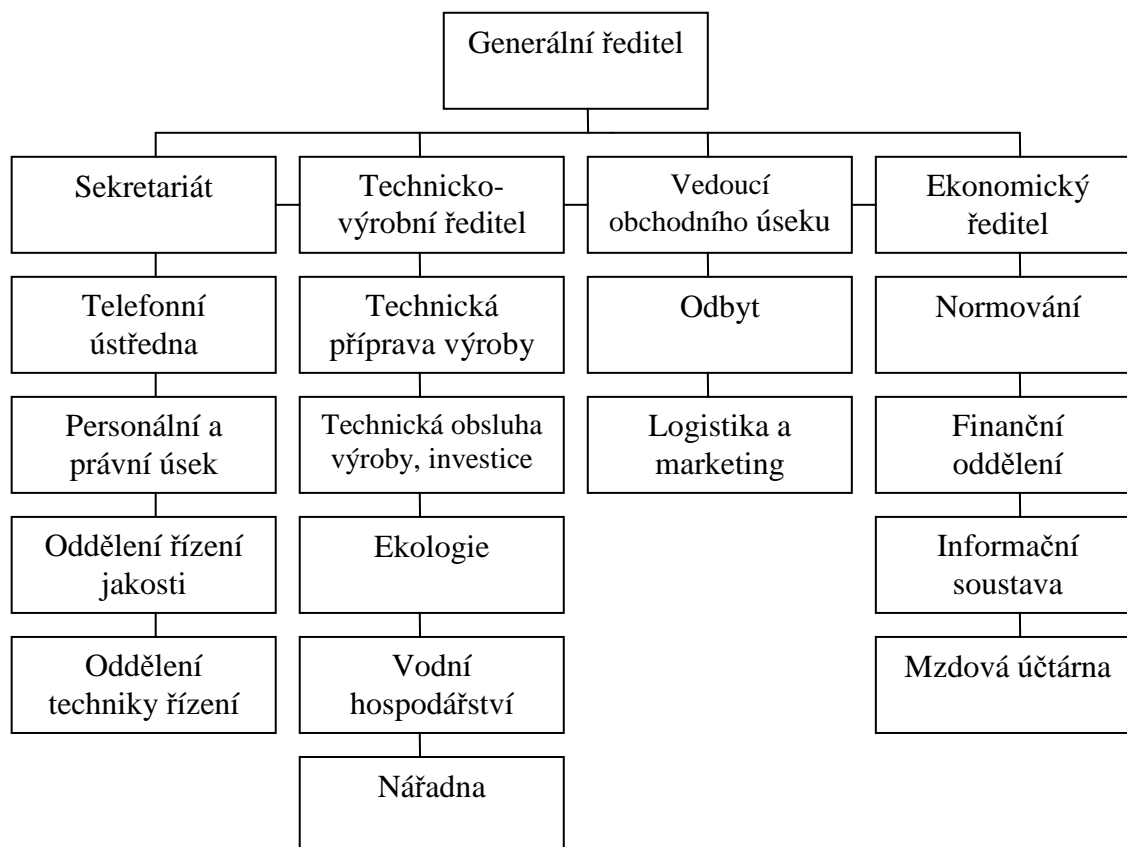 Generální ředitel
Sekretariát
Technicko-
výrobní ředitel
Vedoucí
obchodního úseku
Ekonomický
ředitel
Telefonní
ústředna
Technická
příprava výroby
Odbyt
Normování
Personální a
právní úsek
Technická obsluha
výroby, investice
Logistika a
marketing
Finanční
oddělení
Oddělení řízení
jakosti
Ekologie
Informační
soustava
Oddělení
techniky řízení
Vodní
hospodářství
Mzdová účtárna
Nářadna